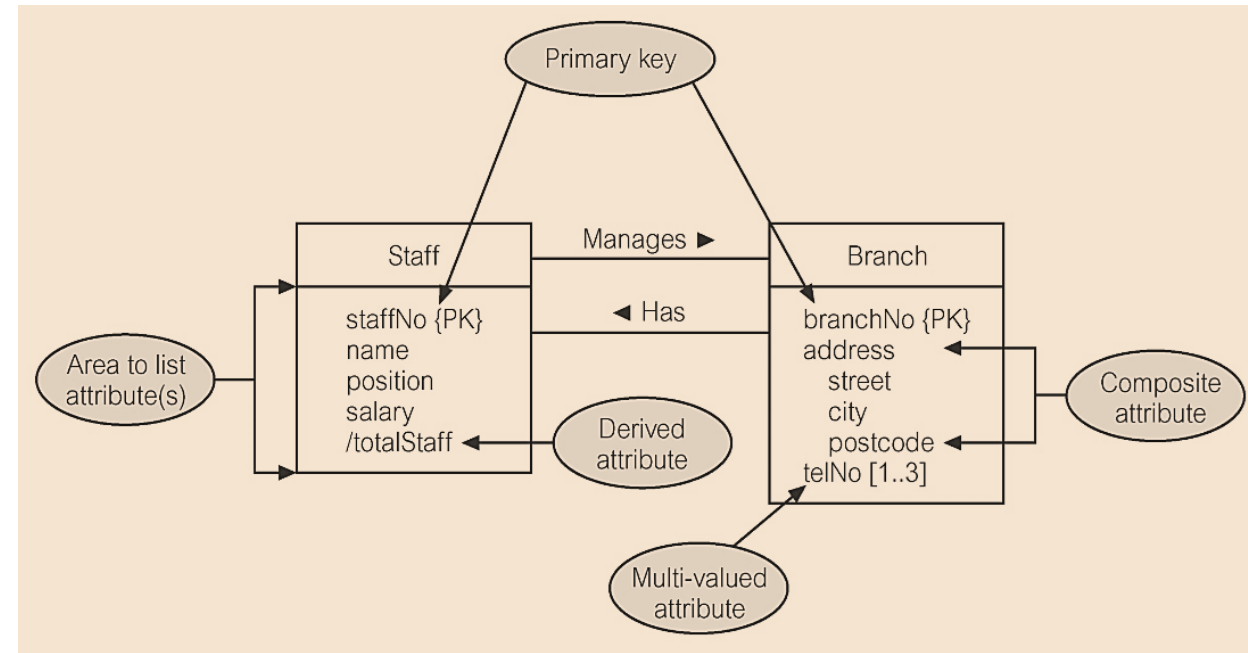 Primary key
Manages ►
Staff
Branch
◄ Has
staffNo {PK}
name
position
salary
/totalStaff
branchNo {PK}
address
street
city
postcode
telNo [1..3]
Area to list
attribute(s)
Derived
attribute
Composite
attribute
Multi-valued
attribute